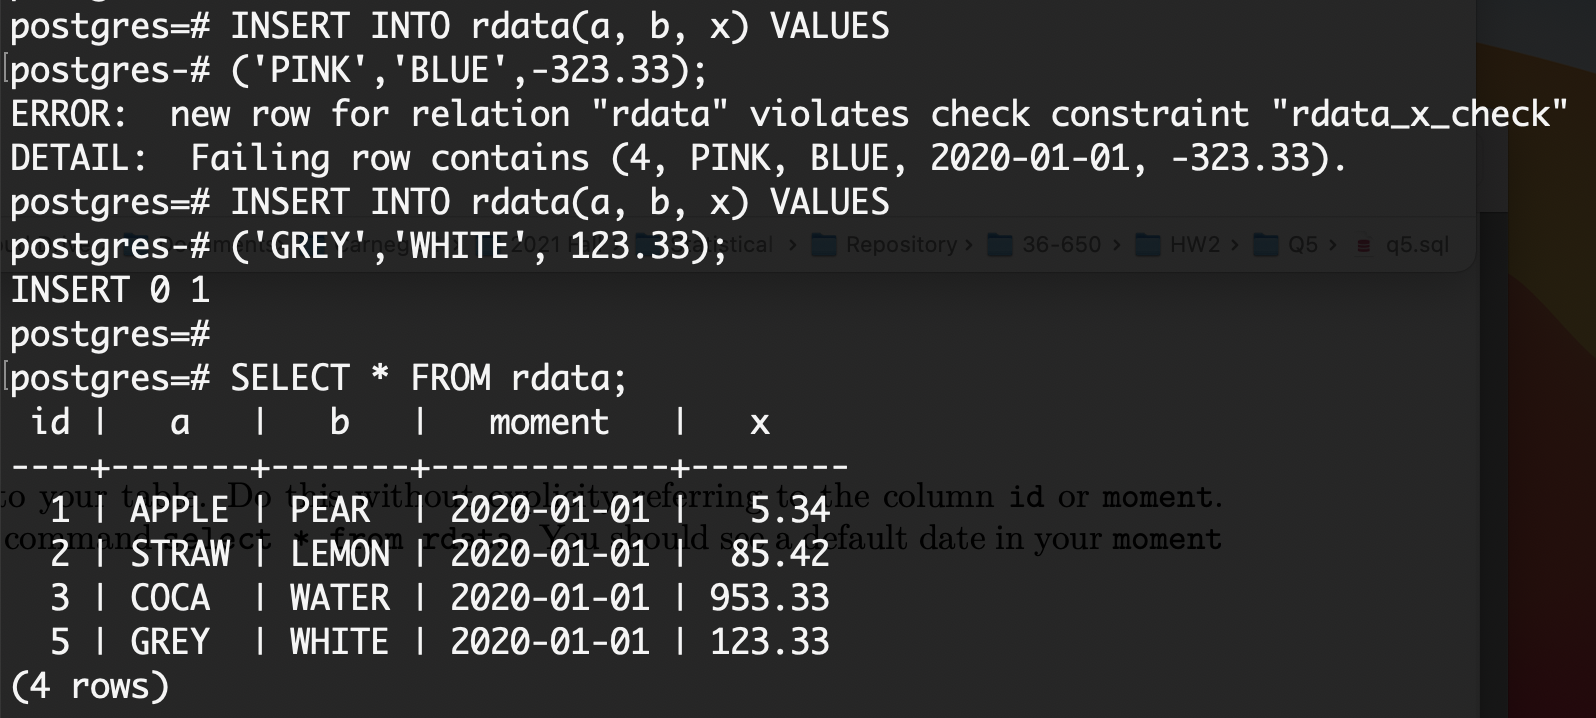 postgres=# INSERT INTO rdata(a, b, x) VALUES
postgres-# ('PINK','BLUE',-323.33);
ERROR:  new row for relation "rdata" violates check constraint "rdata_x_check"
DETAIL:  Failing row contains (4, PINK, BLUE, 2020-01-01, -323.33).
postgres=# INSERT INTO rdata(a, b, x) VALUES
postgres-# ('GREY','WHITE', 123.33);
2021 › Repository › 36-650 › HW2 › Q5 › q5.sql
INSERT 0 1
postgres=#
postgres=# SELECT * FROM rdata;
 id |   a   |   b   |   moment   |   x
----+-------+-------+------------+--------
to your table. Do this without explicity referring to the column id or moment.
  1 | APPLE | PEAR  | 2020-01-01 |   5.34
command select * from rdata. You should see a default date in your moment
  2 | STRAW | LEMON | 2020-01-01 |  85.42
  3 | COCA  | WATER | 2020-01-01 | 953.33
  5 | GREY  | WHITE | 2020-01-01 | 123.33
(4 rows)